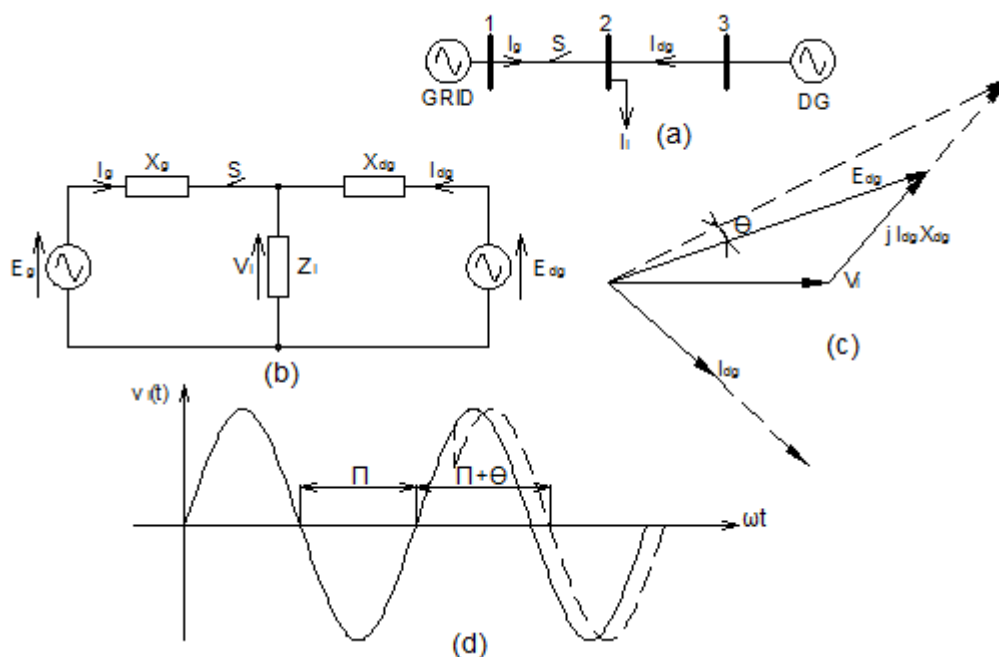 1 2 3
Ig S Idg
GRID DG
Il (a)
Ig Xg S Xdg Idg
Eg Vl Zl Edg
(b)
Edg Θ
j Idg Xdg
Vl
Idg (c)
vl(t)
Π Π+Θ
ωt
(d)